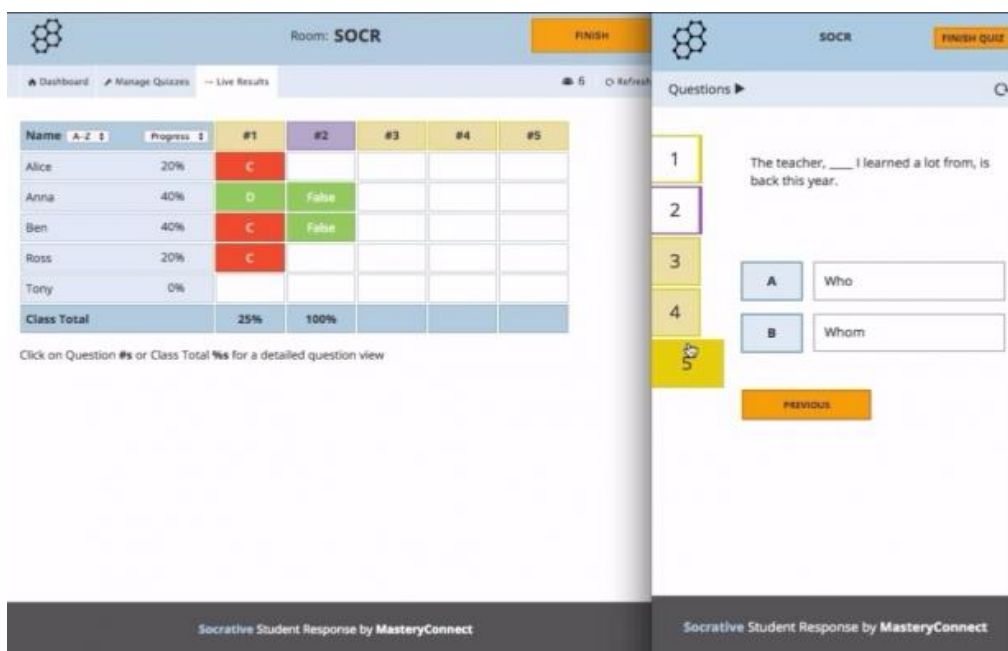 Room: SOCR
FINISH
Dashboard Manage Quizzes Live Results 6 Refresh
Name A-Z Progress #1 #2 #3 #4 #5
Alice 20% C
Anna 40% D False
Ben 40% C False
Ross 20% C
Tony 0%
Class Total 25% 100%
Click on Question #s or Class Total %s for a detailed question view
Socrative Student Response by MasteryConnect
SOCR
FINISH QUIZ
Questions
1
2
3
4
5
The teacher, ____ I learned a lot from, is
back this year.
A Who
B Whom
PREVIOUS
Socrative Student Response by MasteryConnect